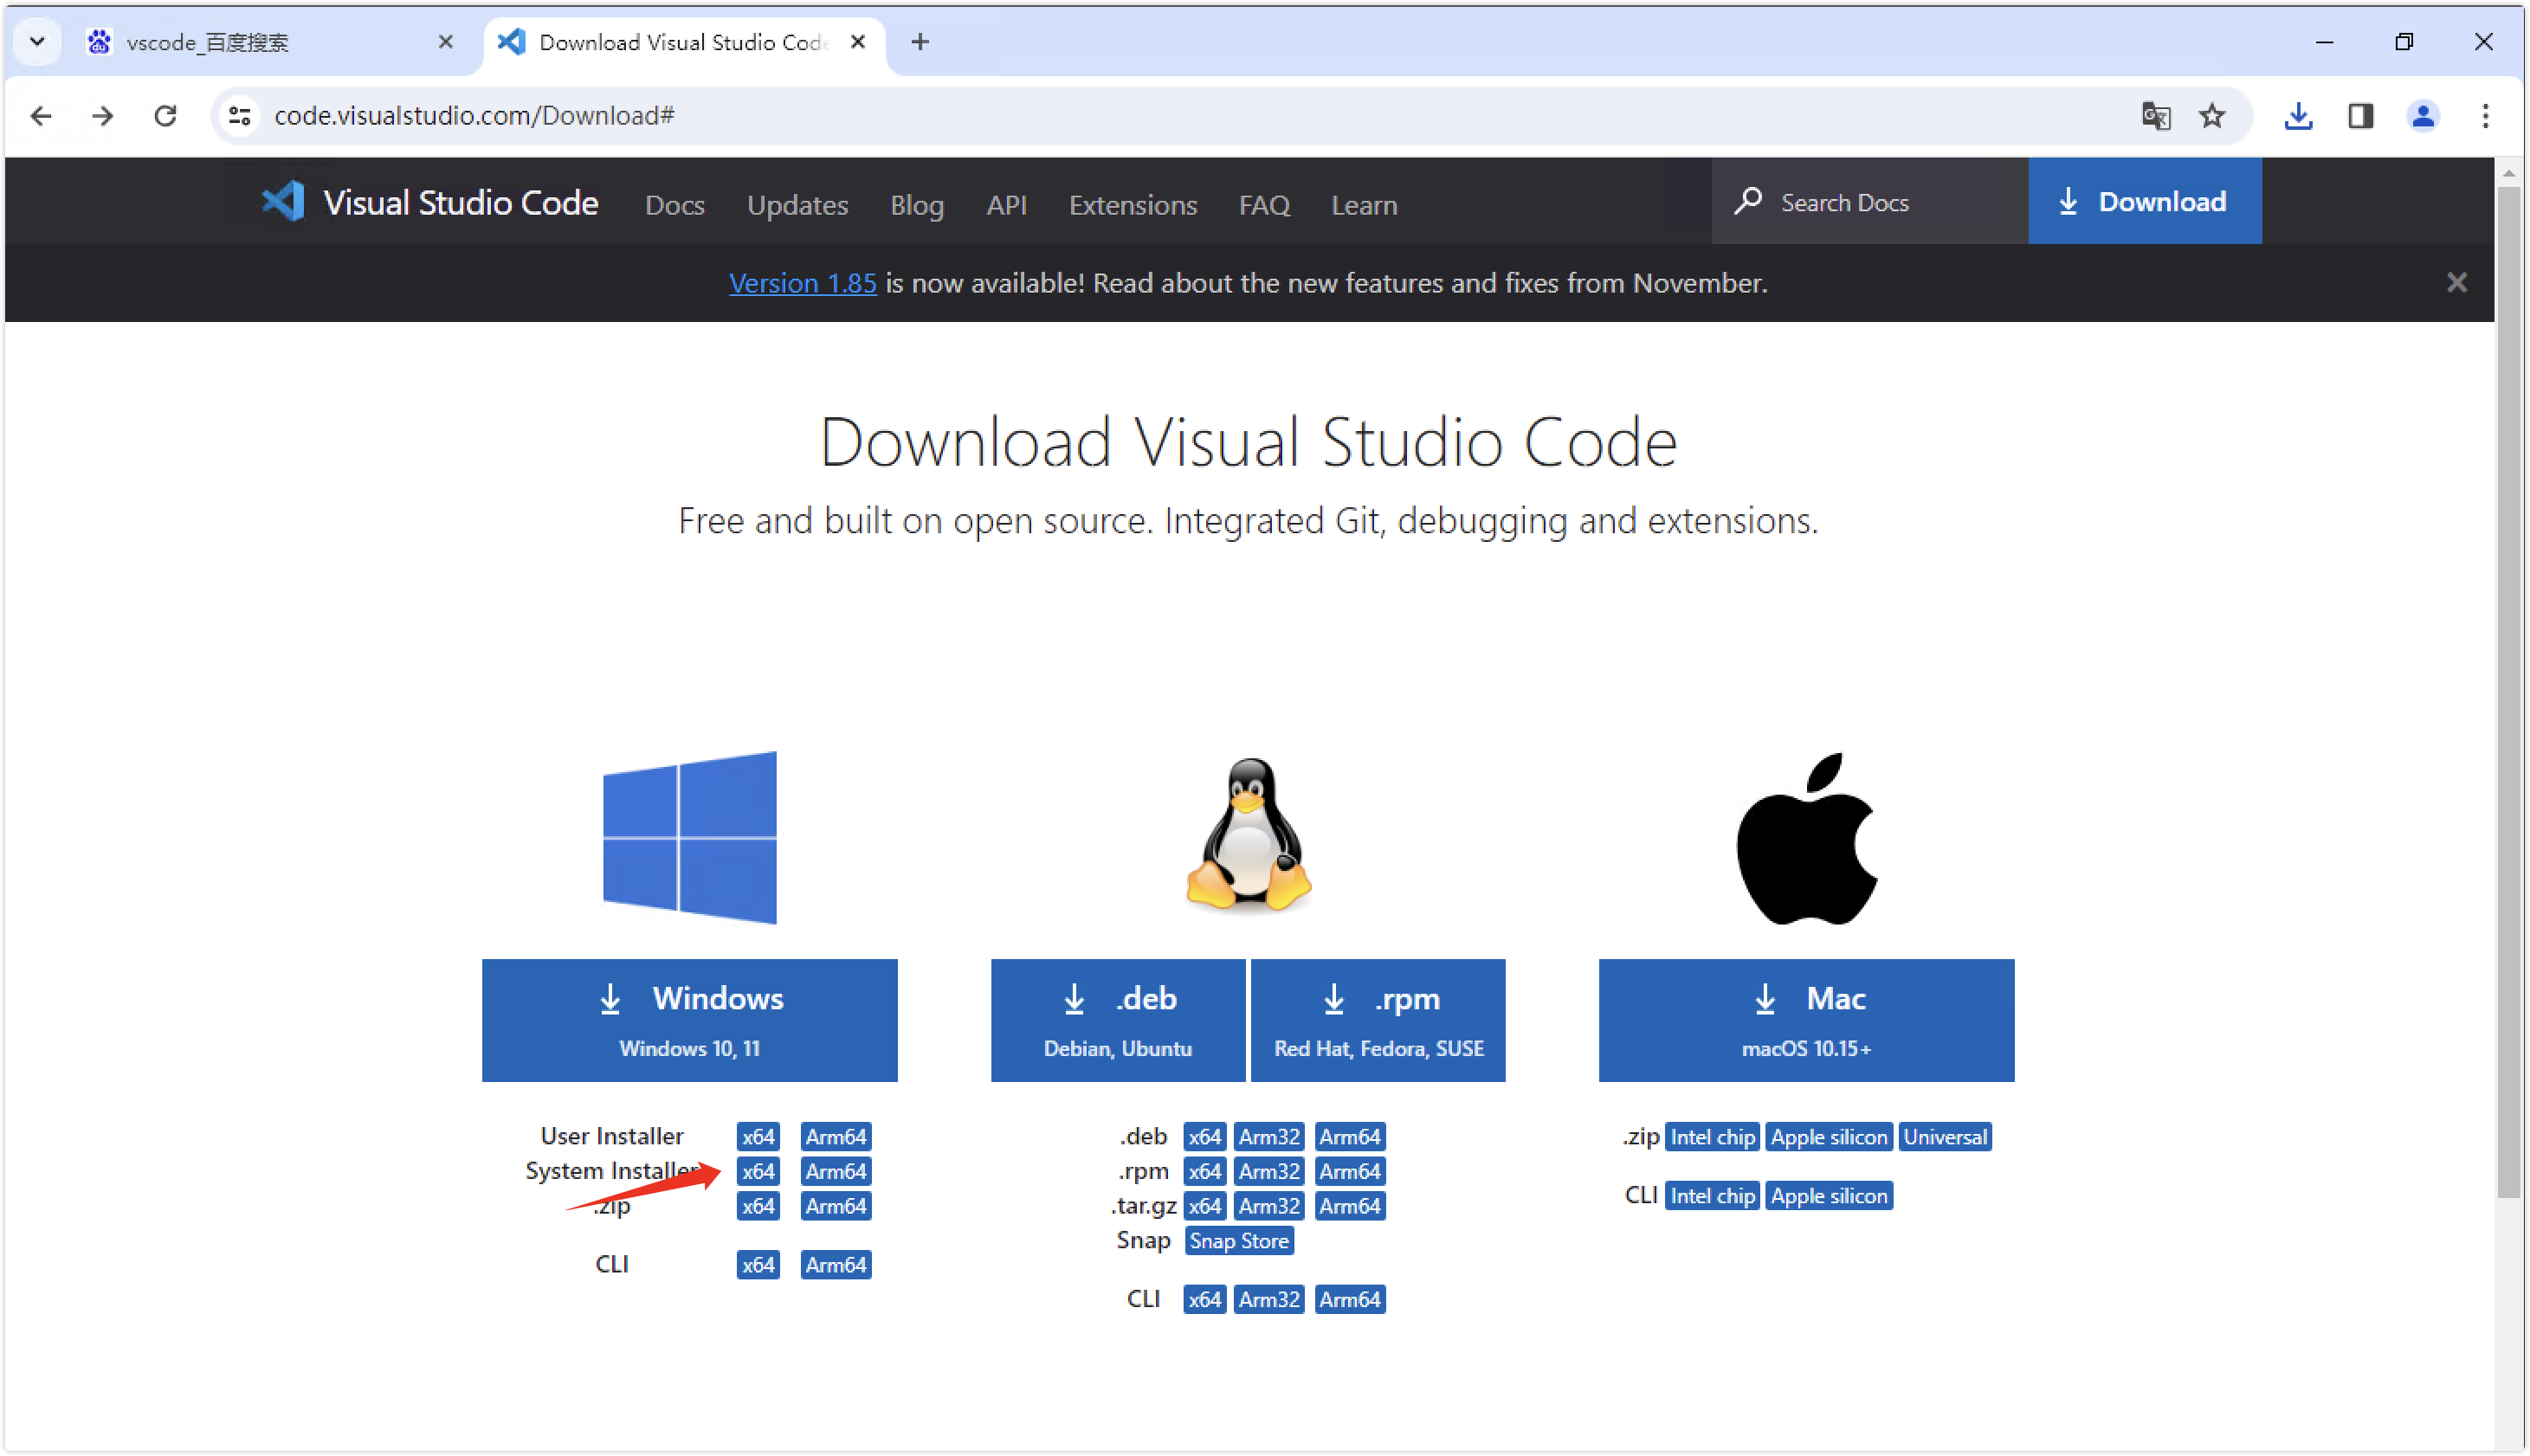 vscode_百度搜索
Download Visual Studio Code
code.visualstudio.com/Download#
Visual Studio Code Docs Updates Blog API Extensions FAQ Learn Search Docs Download
Version 1.85 is now available! Read about the new features and fixes from November.
Download Visual Studio Code
Free and built on open source. Integrated Git, debugging and extensions.
Windows
Windows 10, 11
User Installer x64 Arm64
System Installer x64 Arm64
.zip x64 Arm64
CLI x64 Arm64
.deb
Debian, Ubuntu
.rpm
Red Hat, Fedora, SUSE
.deb x64 Arm32 Arm64
.rpm x64 Arm32 Arm64
.tar.gz x64 Arm32 Arm64
Snap Snap Store
CLI x64 Arm32 Arm64
Mac
macOS 10.15+
.zip Intel chip Apple silicon Universal
CLI Intel chip Apple silicon